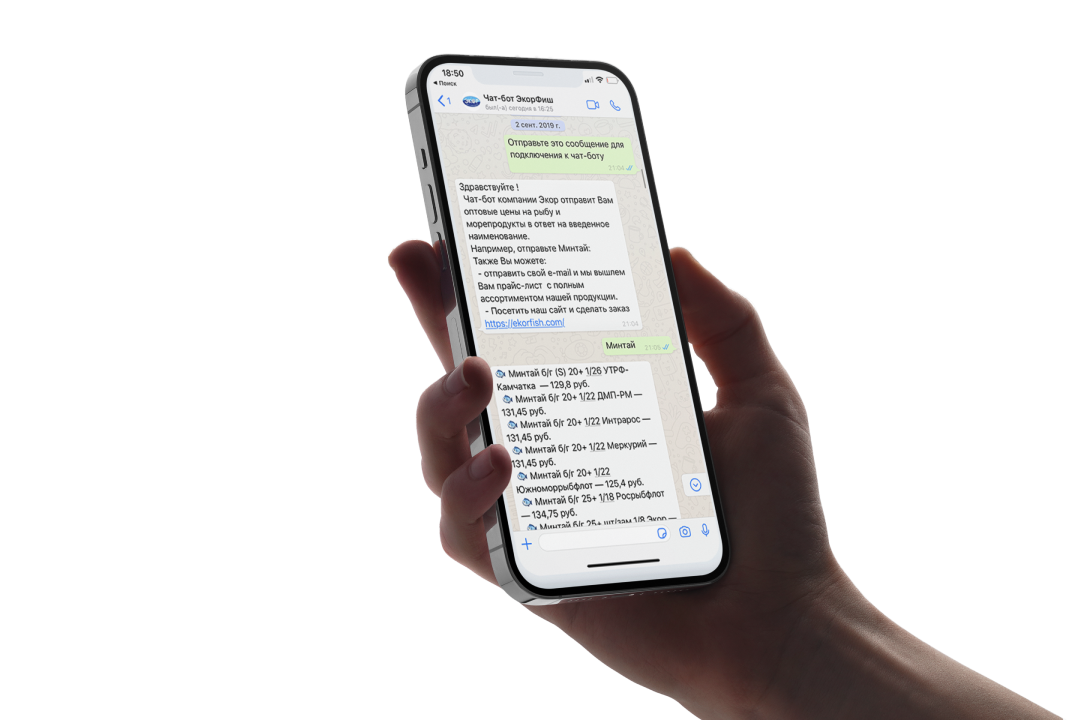 18:50
◂ Поиск
1
ЭКОР
Чат-бот ЭкорФиш
был(-а) сегодня в 16:25
2 сент. 2019 г.
Отправьте это сообщение для
подключения к чат-боту
21:04
Здравствуйте !
Чат-бот компании Экор отправит Вам
оптовые цены на рыбу и
морепродукты в ответ на введенное
наименование.
Например, отправьте Минтай:
Также Вы можете:
- отправить свой e-mail и мы вышлем
Вам прайс-лист с полным
ассортиментом нашей продукции.
- Посетить наш сайт и сделать заказ
https://ekorfish.com/
21:04
Минтай
21:05
Минтай б/г (S) 20+ 1/26 УТРФ-
Камчатка — 129,8 руб.
Минтай б/г 20+ 1/22 ДМП-РМ —
131,45 руб.
Минтай б/г 20+ 1/22 Интрарос —
131,45 руб.
Минтай б/г 20+ 1/22 Меркурий —
131,45 руб.
Минтай б/г 20+ 1/22
Южноморрыбфлот — 125,4 руб.
Минтай б/г 25+ 1/18 Росрыбфлот
— 134,75 руб.
Минтай б/г 25+ шт/зам 1/8 Экор —